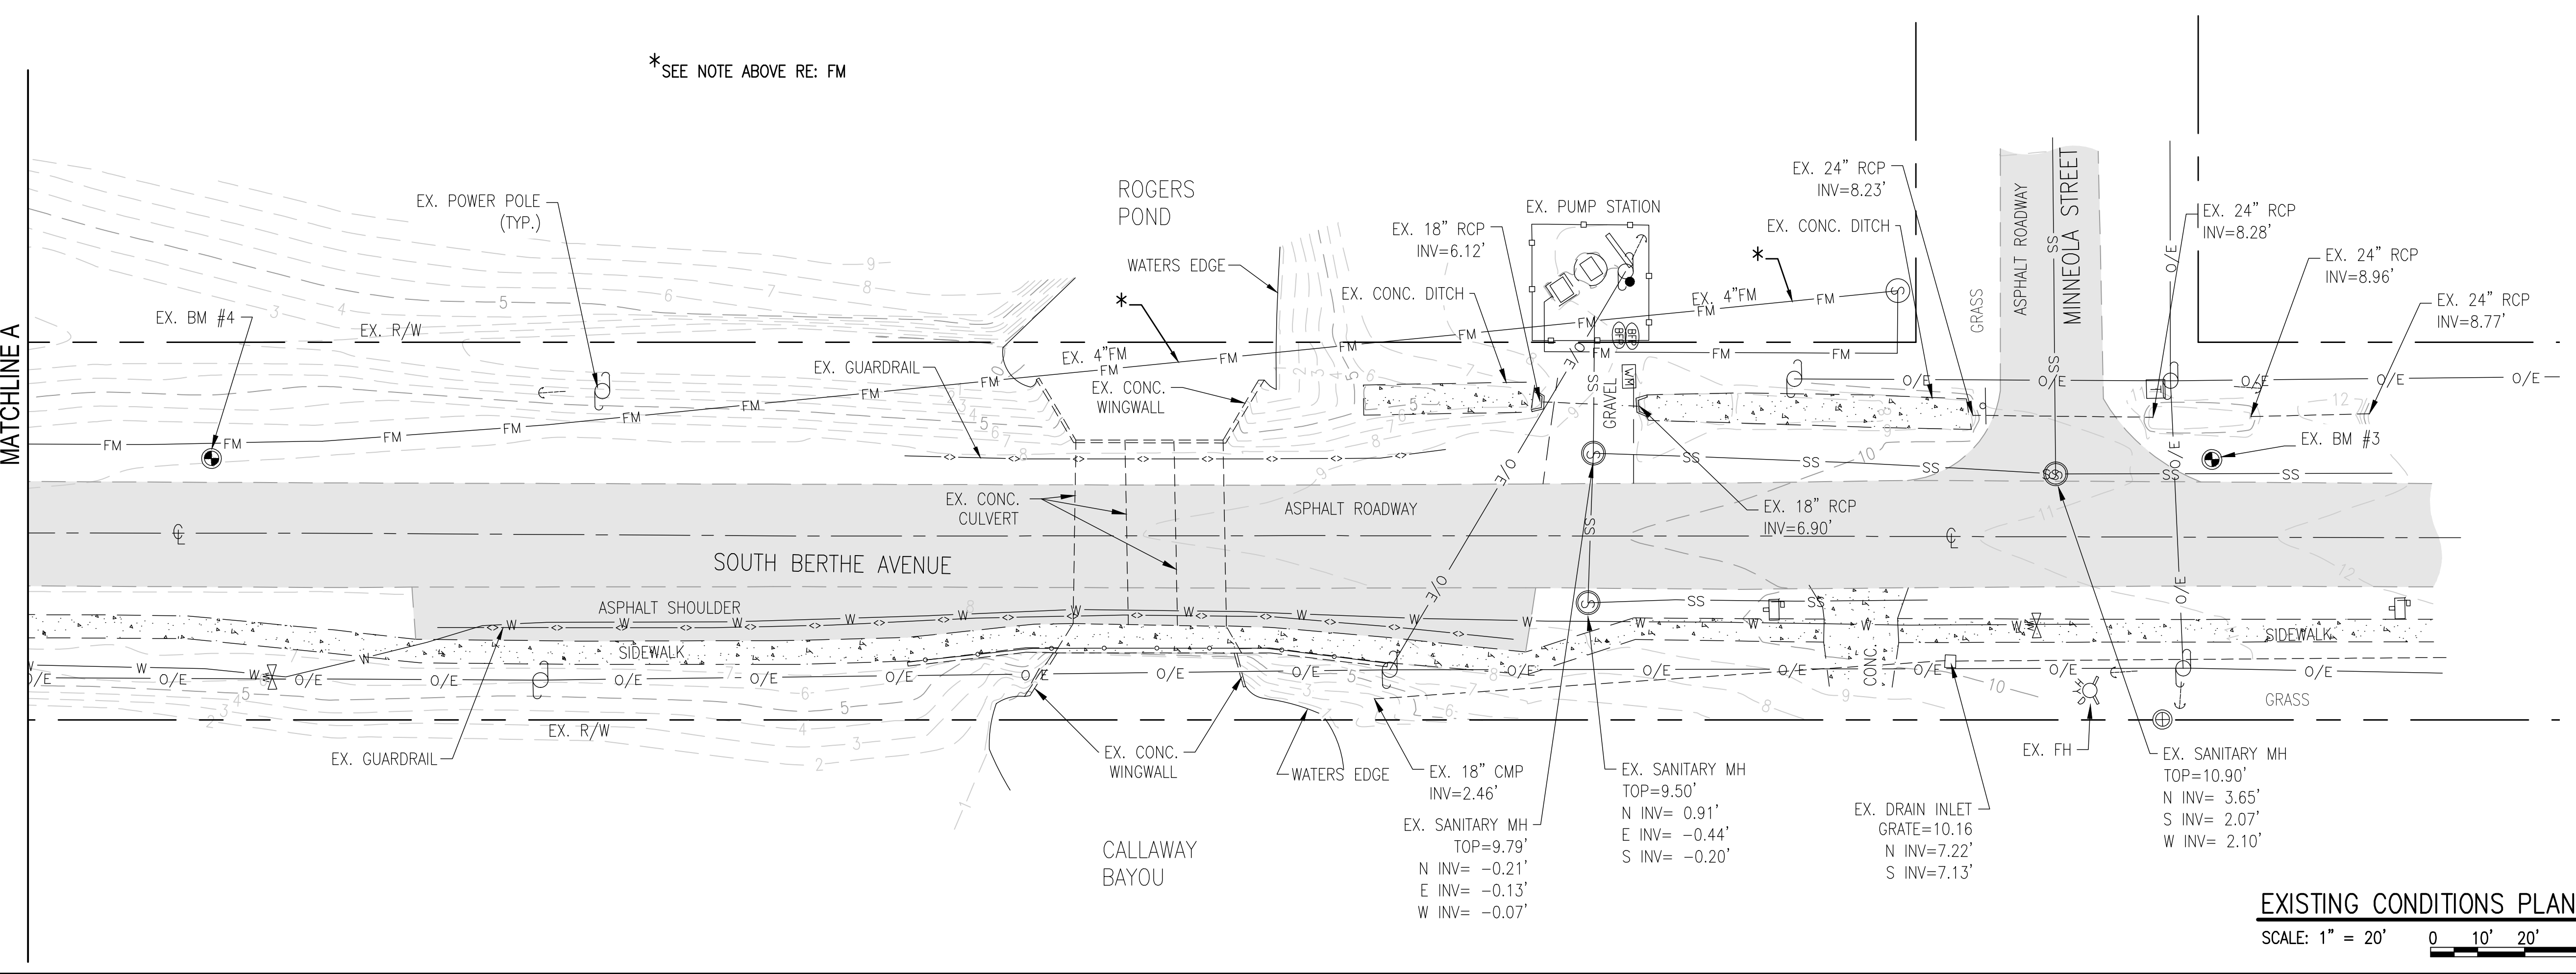 *SEE NOTE ABOVE RE: FM
MATCHLINE A
EX. POWER POLE
(TYP.)
EX. BM #4
EX. R/W
ROGERS
POND
WATERS EDGE
*
EX. 4"FM
EX. GUARDRAIL
EX. CONC.
WINGWALL
EX. CONC.
CULVERT
EX. 18" RCP
INV=6.12'
EX. CONC. DITCH
EX. PUMP STATION
*
EX. 4"FM
BFP
BFP
WM
GRAVEL
EX. 24" RCP
INV=8.23'
EX. CONC. DITCH
GRASS
ASPHALT ROADWAY
MINNEOLA STREET
EX. 24" RCP
INV=8.28'
EX. 24" RCP
INV=8.96'
EX. 24" RCP
INV=8.77'
EX. BM #3
EX. 18" RCP
INV=6.90'
ASPHALT ROADWAY
SOUTH BERTHE AVENUE
ASPHALT SHOULDER
SIDEWALK
SIDEWALK
CONC.
GRASS
EX. R/W
EX. GUARDRAIL
EX. CONC.
WINGWALL
WATERS EDGE
CALLAWAY
BAYOU
EX. 18" CMP
INV=2.46'
EX. SANITARY MH
TOP=9.79'
N INV= -0.21'
E INV= -0.13'
W INV= -0.07'
EX. SANITARY MH
TOP=9.50'
N INV= 0.91'
E INV= -0.44'
S INV= -0.20'
EX. DRAIN INLET
GRATE=10.16
N INV=7.22'
S INV=7.13'
EX. FH
EX. SANITARY MH
TOP=10.90'
N INV= 3.65'
S INV= 2.07'
W INV= 2.10'
EXISTING CONDITIONS PLAN
SCALE: 1" = 20'
0 10' 20'